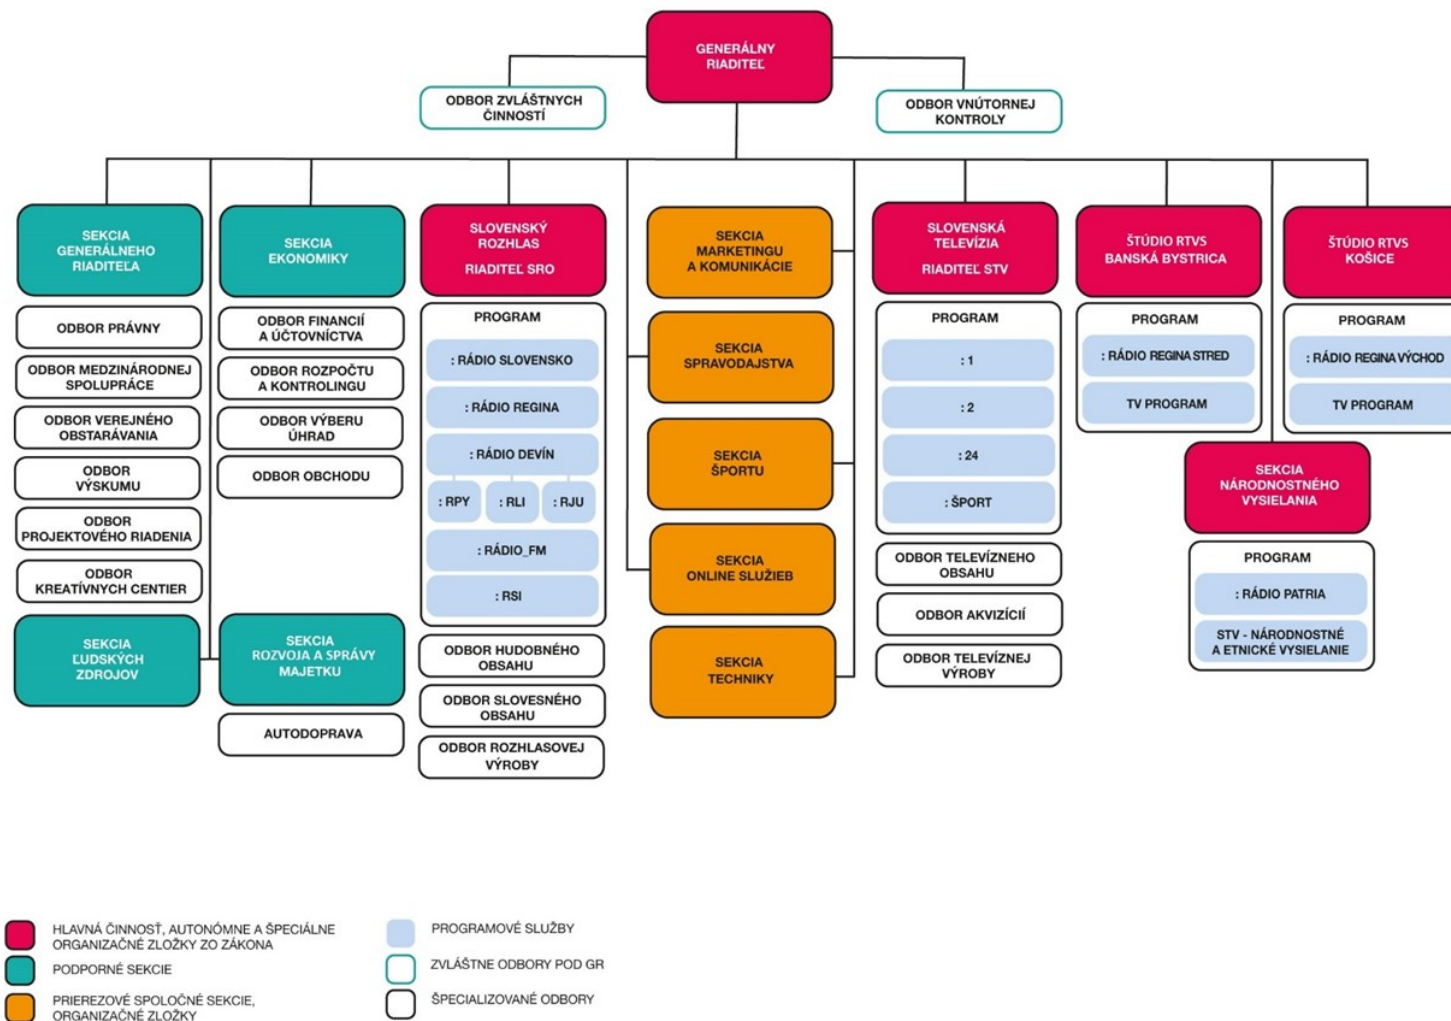 GENERÁLNY
RIADITEĽ
ODBOR ZVLÁŠTNYCH
ČINNOSTÍ
ODBOR VNÚTORNEJ
KONTROLY
SEKCIA
GENERÁLNEHO
RIADITEĽA
ODBOR PRÁVNY
ODBOR MEDZINÁRODNEJ
SPOLUPRÁCE
ODBOR VEREJNÉHO
OBSTARÁVANIA
ODBOR
VÝSKUMU
ODBOR
PROJEKTOVÉHO RIADENIA
ODBOR
KREATÍVNYCH CENTIER
SEKCIA
ĽUDSKÝCH
ZDROJOV
SEKCIA
EKONOMIKY
ODBOR FINANCIÍ
A ÚČTOVNÍCTVA
ODBOR ROZPOČTU
A KONTROLINGU
ODBOR VÝBERU
ÚHRAD
ODBOR OBCHODU
SEKCIA
ROZVOJA A SPRÁVY
MAJETKU
AUTODOPRAVA
SLOVENSKÝ
ROZHLAS
RIADITEĽ SRO
PROGRAM
: RÁDIO SLOVENSKO
: RÁDIO REGINA
: RÁDIO DEVÍN
: RPY
: RLI
: RJU
: RÁDIO_FM
: RSI
ODBOR HUDOBNÉHO
OBSAHU
ODBOR SLOVESNÉHO
OBSAHU
ODBOR ROZHLASOVEJ
VÝROBY
SEKCIA
MARKETINGU
A KOMUNIKÁCIE
SEKCIA
SPRAVODAJSTVA
SEKCIA
ŠPORTU
SEKCIA
ONLINE SLUŽIEB
SEKCIA
TECHNIKY
SLOVENSKÁ
TELEVÍZIA
RIADITEĽ STV
PROGRAM
: 1
: 2
: 24
: ŠPORT
ODBOR TELEVÍZNEHO
OBSAHU
ODBOR AKVIZÍCIÍ
ODBOR TELEVÍZNEJ
VÝROBY
ŠTÚDIO RTVS
BANSKÁ BYSTRICA
PROGRAM
: RÁDIO REGINA STRED
TV PROGRAM
ŠTÚDIO RTVS
KOŠICE
PROGRAM
: RÁDIO REGINA VÝCHOD
TV PROGRAM
SEKCIA
NÁRODNOSTNÉHO
VYSIELANIA
PROGRAM
: RÁDIO PATRIA
STV - NÁRODNOSTNÉ
A ETNICKÉ VYSIELANIE
HLAVNÁ ČINNOSŤ, AUTONÓMNE A ŠPECIÁLNE
ORGANIZAČNÉ ZLOŽKY ZO ZÁKONA
PODPORNÉ SEKCIE
PRIEREZOVÉ SPOLOČNÉ SEKCIE,
ORGANIZAČNÉ ZLOŽKY
PROGRAMOVÉ SLUŽBY
ZVLÁŠTNE ODBORY POD GR
ŠPECIALIZOVANÉ ODBORY